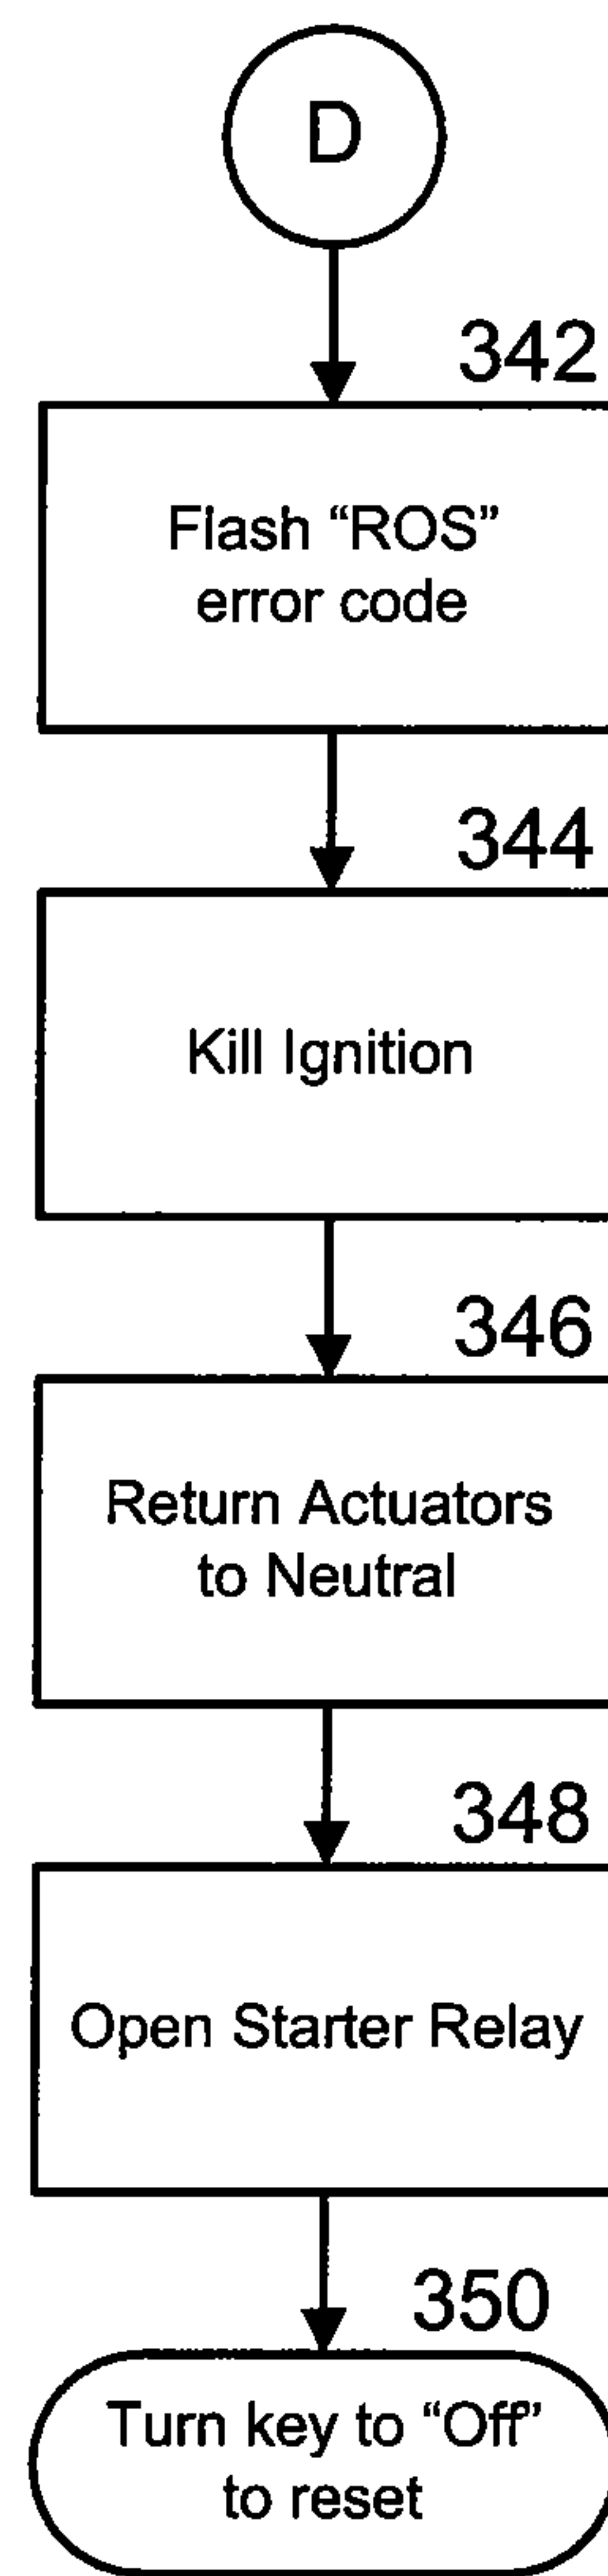 D
342
Flash “ROS”
error code
344
Kill Ignition
346
Return Actuators
to Neutral
348
Open Starter Relay
350
Turn key to “Off”
to reset